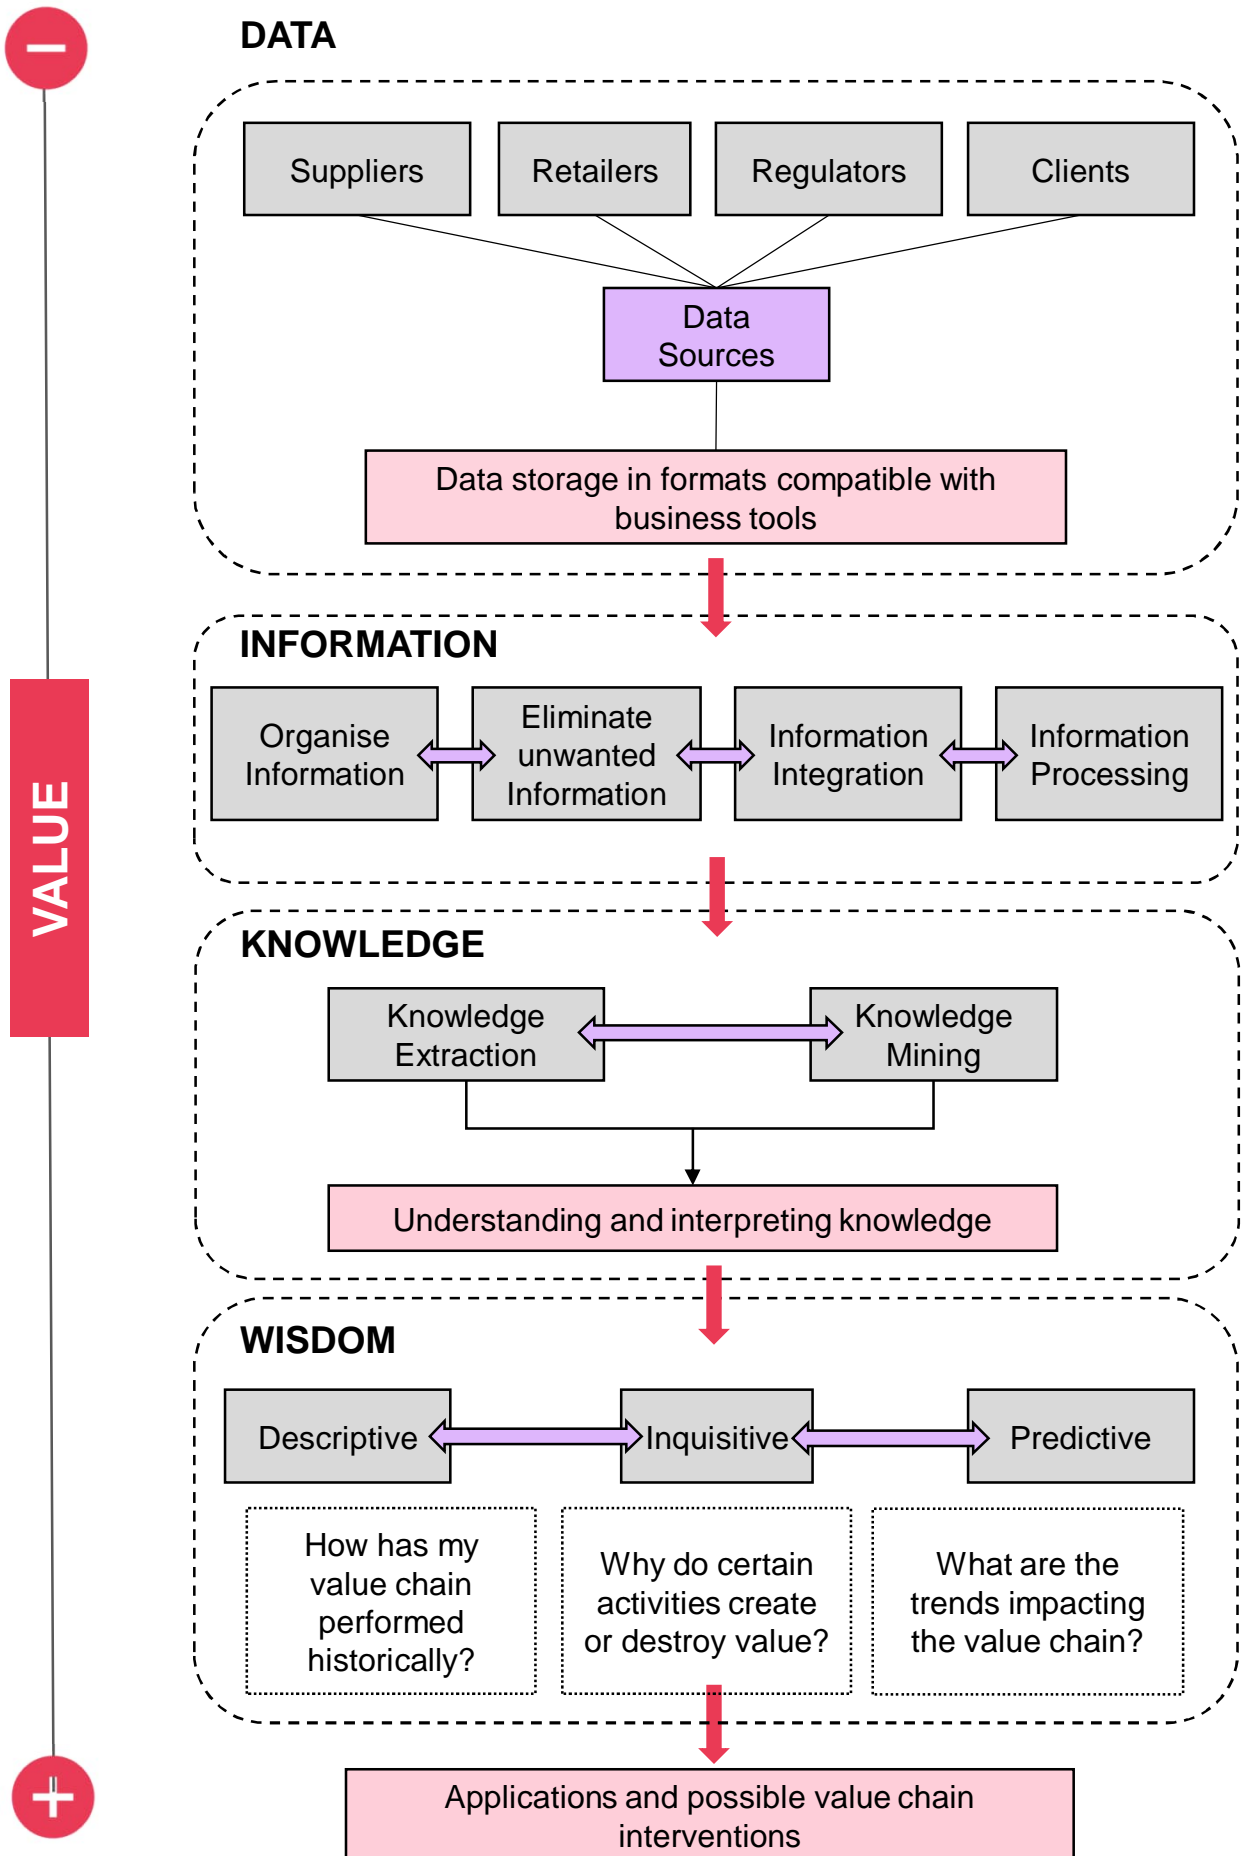 DATA
Suppliers
Retailers
Regulators
Clients
Data
Sources
Data storage in formats compatible with
business tools
INFORMATION
Organise
Information
Eliminate
unwanted
Information
Information
Integration
Information
Processing
VALUE
KNOWLEDGE
Knowledge
Extraction
Knowledge
Mining
Understanding and interpreting knowledge
WISDOM
Descriptive
Inquisitive
Predictive
How has my
value chain
performed
historically?
Why do certain
activities create
or destroy value?
What are the
trends impacting
the value chain?
Applications and possible value chain
interventions